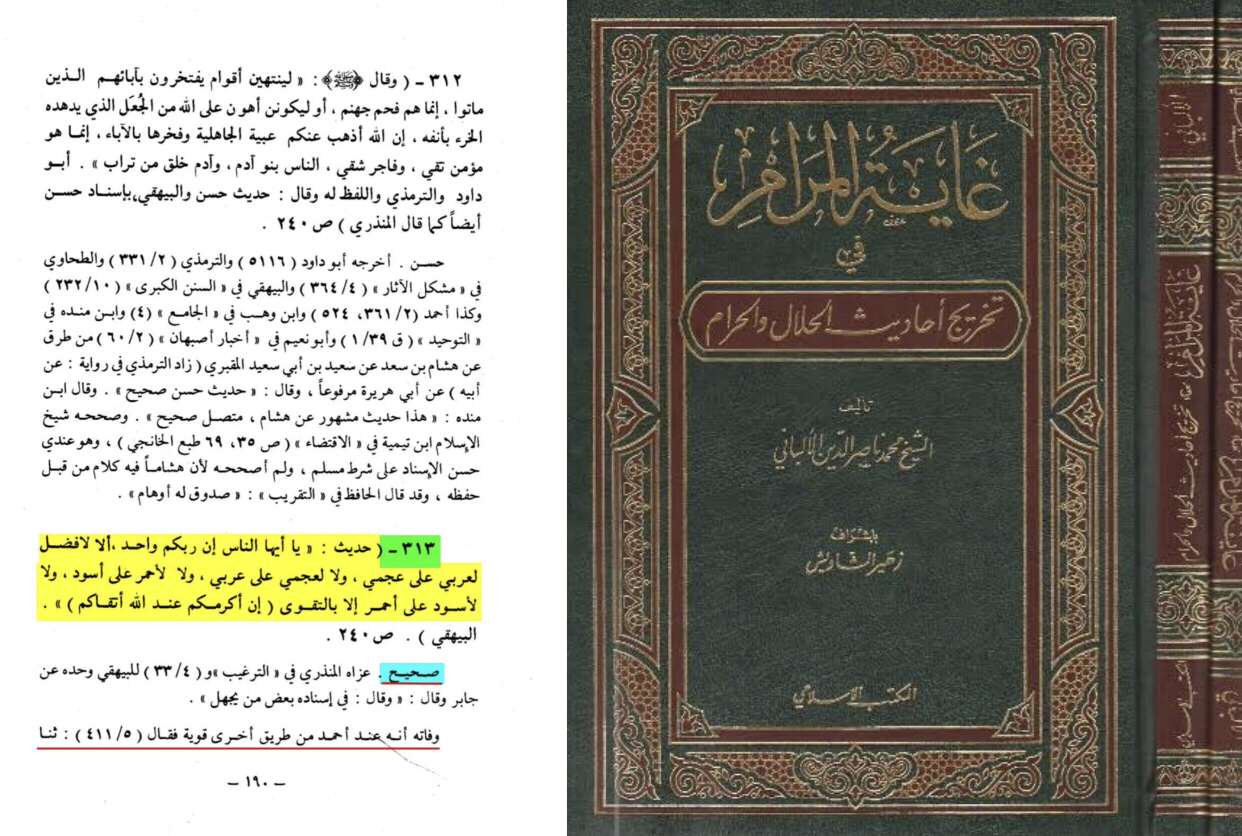 ٣١٢ - ( وقال ﷺ : « لينتهين أقوام يفتخرون بآبائهم الذين
ماتوا ، إنما هم فحم جهنم ، أو ليكونن أهون على الله من الجُعَل الذي يدهده
الخرء بأنفه ، إن الله أذهب عنكم عبية الجاهلية وفخرها بالآباء ، إنما هو
مؤمن تقي ، وفاجر شقي ، الناس بنو آدم ، وآدم خلق من تراب » . أبو
داود والترمذي واللفظ له وقال : حديث حسن والبيهقي بإسناد حسن
أيضاً كما قال المنذري ) ص ٢٤٠ .
حسن . أخرجه أبو داود ( ٥١١٦ ) والترمذي ( ٢/ ٣٣١ ) والطحاوي
في « مشكل الآثار » ( ٤/ ٣٦٤ ) والبيهقي في « السنن الكبرى » ( ١٠/ ٢٣٢ )
وكذا أحمد ( ٢/ ٣٦١، ٥٢٤ ) وابن وهب في « الجامع » (٤) وابن منده في
« التوحيد » ( ق ٣٩/ ١ ) وأبو نعيم في « أخبار أصبهان » ( ٢/ ٦٠ ) من طرق
عن هشام بن سعد عن سعيد بن أبي سعيد المقبري ( زاد الترمذي في رواية : عن
أبيه ) عن أبي هريرة مرفوعاً ، وقال : « حديث حسن صحيح » . وقال ابن
منده : « هذا حديث مشهور عن هشام ، متصل صحيح » . وصححه شيخ
الإسلام ابن تيمية في « الاقتضاء » ( ص ٣٥، ٦٩ طبع الخانجي ) ، وهو عندي
حسن الإسناد على شرط مسلم ، ولم أصححه لأن هشاماً فيه كلام من قبل
حفظه ، وقد قال الحافظ في « التقريب » : « صدوق له أوهام » .
٣١٣ - ( حديث : « يا أيها الناس إن ربكم واحد ، ألا لا فضل
لعربي على عجمي ، ولا لعجمي على عربي ، ولا لأحمر على أسود ، ولا
لأسود على أحمر إلا بالتقوى ( إن أكرمكم عند الله أتقاكم ) » .
البيهقي ) . ص ٢٤٠ .
صحيح . عزاه المنذري في « الترغيب » و ( ٤/ ٣٣ ) للبيهقي وحده عن
جابر وقال : « وقال : في إسناده بعض من يجهل » .
وفاته أنه عند أحمد من طريق أخرى قوية فقال ( ٥/ ٤١١ ) : ثنا
– ١٩٠ –
غاية المرام
في
تخريج أحاديث الحلال والحرام
تأليف
الشيخ محمد ناصر الدين الألباني
بإشراف
زهير الشاويش
المكتب الإسلامي
الألباني
غاية المرام
تخريج أحاديث الحلال والحرام